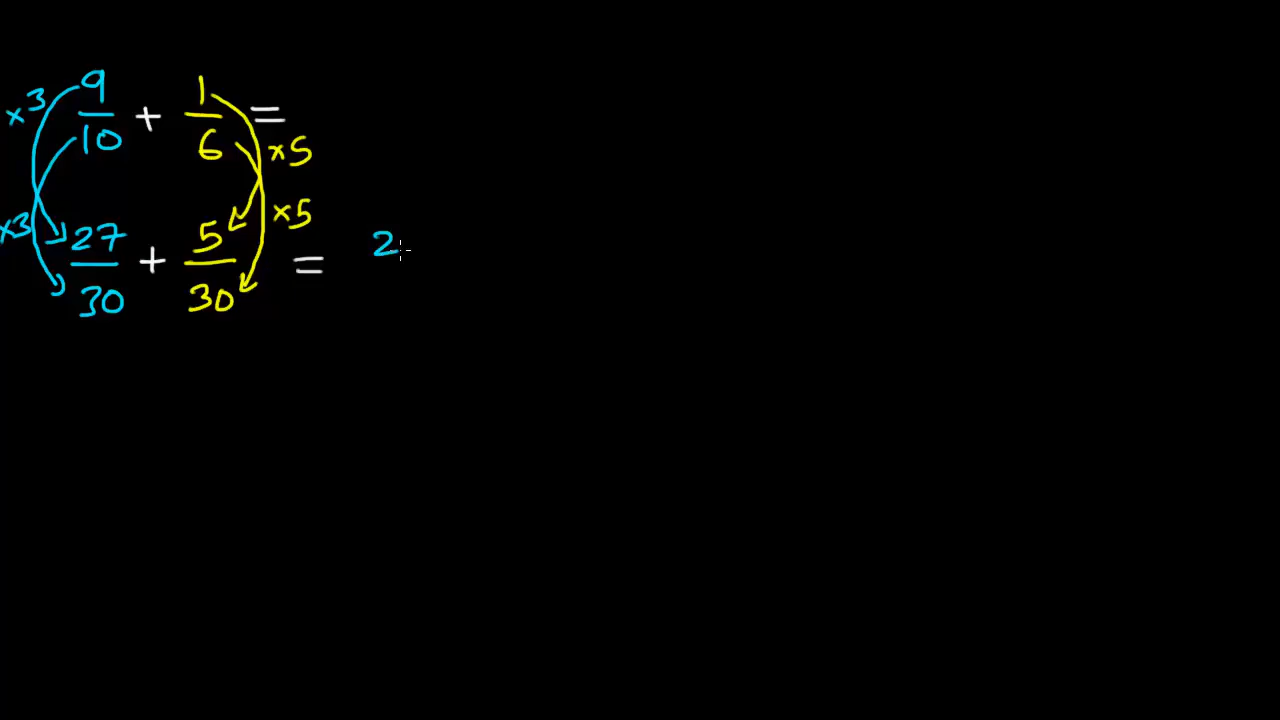 ×3 9/10 + 1/6 =
×5
×3 27/30 + 5/30 = 2
×5